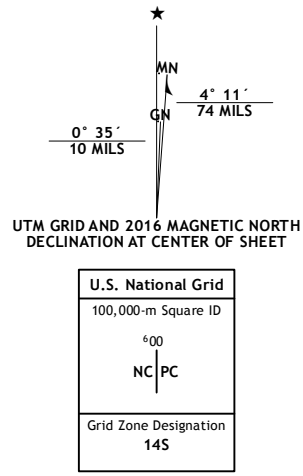 ★
MN
GN
4° 11´
74 MILS
0° 35´
10 MILS
UTM GRID AND 2016 MAGNETIC NORTH
DECLINATION AT CENTER OF SHEET
U.S. National Grid
100,000-m Square ID
⁶00
NC PC
Grid Zone Designation
14S